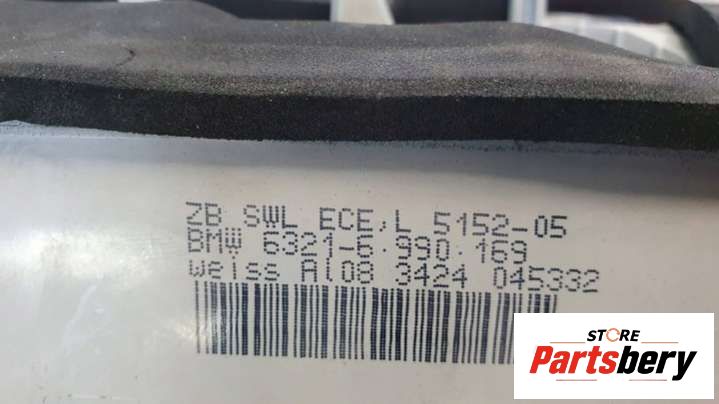 ZB SWL ECE,L 5152-05
BMW 6321-6.990.169
weiss Al08 3424 045332
STORE
Partsbery